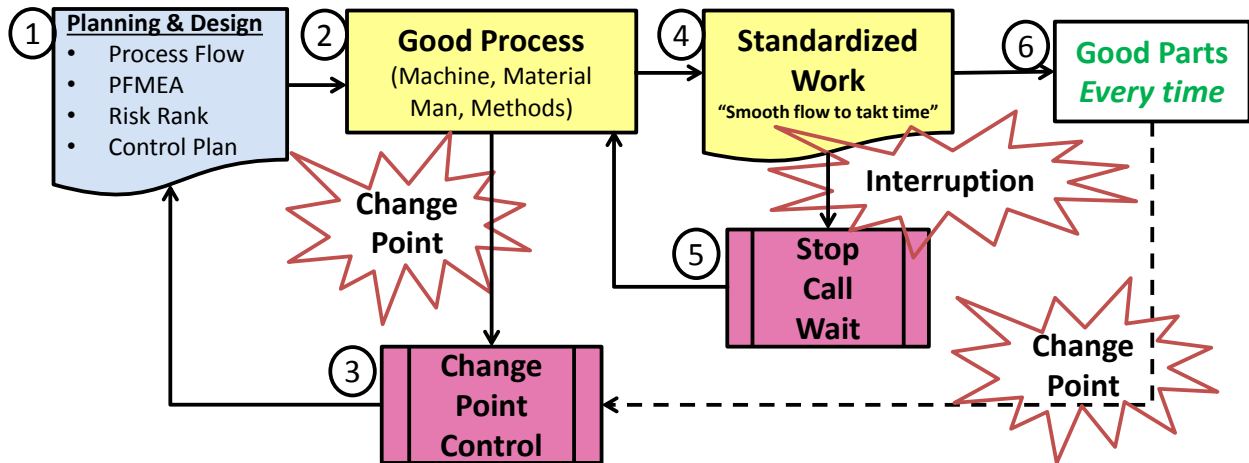 1
Planning & Design
• Process Flow
• PFMEA
• Risk Rank
• Control Plan
2
Good Process
(Machine, Material
Man, Methods)
4
Standardized
Work
“Smooth flow to takt time”
6
Good Parts
Every time
Change
Point
Interruption
5
Stop
Call
Wait
3
Change
Point
Control
Change
Point